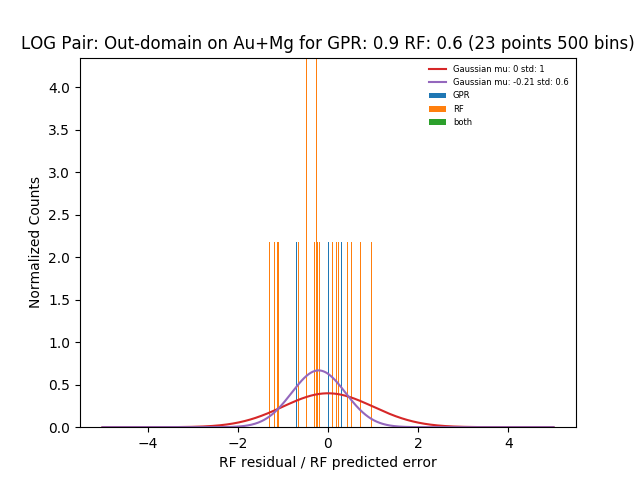 LOG Pair: Out-domain on Au+Mg for GPR: 0.9 RF: 0.6 (23 points 500 bins)
Normalized Counts
4.0
3.5
3.0
2.5
2.0
1.5
1.0
0.5
0.0
Gaussian mu: 0 std: 1
Gaussian mu: -0.21 std: 0.6
GPR
RF
both
−4
−2
0
2
4
RF residual / RF predicted error